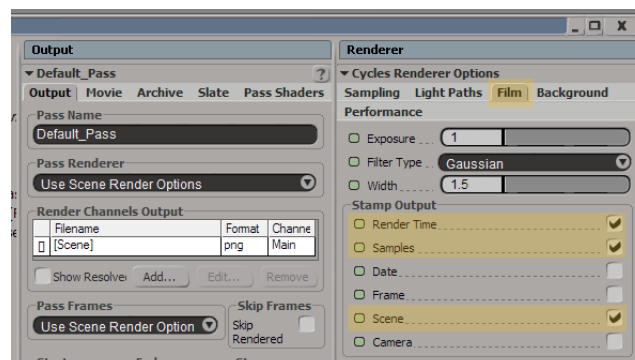 Output
Default_Pass ?
Output Movie Archive Slate Pass Shaders
Pass Name
Default_Pass
Pass Renderer
Use Scene Render Options
Render Channels Output
Filename Format Channe
[Scene] png Main
Show Resolve Add... Edit... Remove
Pass Frames
Use Scene Render Option
Skip Frames
Skip
Rendered
Renderer
Cycles Renderer Options
Sampling Light Paths Film Background
Performance
Exposure 1
Filter Type Gaussian
Width 1.5
Stamp Output
Render Time
Samples
Date
Frame
Scene
Camera